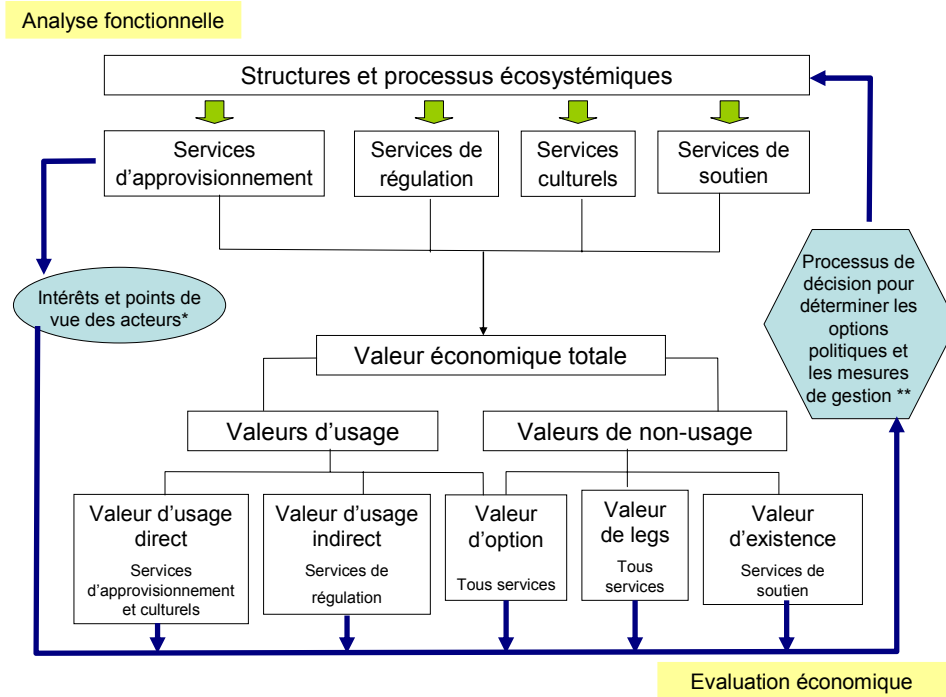 Analyse fonctionnelle
Structures et processus écosystémiques
Services
d'approvisionnement
Services de
régulation
Services
culturels
Services de
soutien
Intérêts et points de
vue des acteurs*
Processus de
décision pour
déterminer les
options
politiques et
les mesures
de gestion **
Valeur économique totale
Valeurs d'usage
Valeurs de non-usage
Valeur d'usage
direct
Services
d'approvisionnement
et culturels
Valeur d'usage
indirect
Services de
régulation
Valeur
d'option
Tous services
Valeur
de legs
Tous
services
Valeur
d'existence
Services de
soutien
Evaluation économique